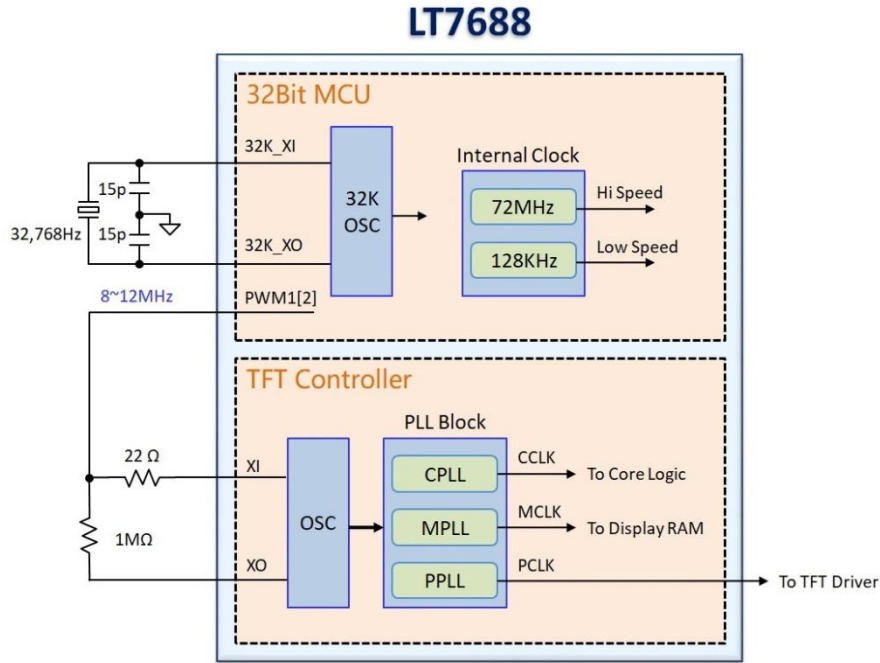 LT7688
32Bit MCU
32K_XI
15p
32,768Hz
15p
32K_XO
32K
OSC
Internal Clock
72MHz
Hi Speed
128KHz
Low Speed
8~12MHz
PWM1[2]
TFT Controller
PLL Block
22 Ω
XI
1MΩ
XO
OSC
CPLL
CCLK
To Core Logic
MPLL
MCLK
To Display RAM
PPLL
PCLK
To TFT Driver